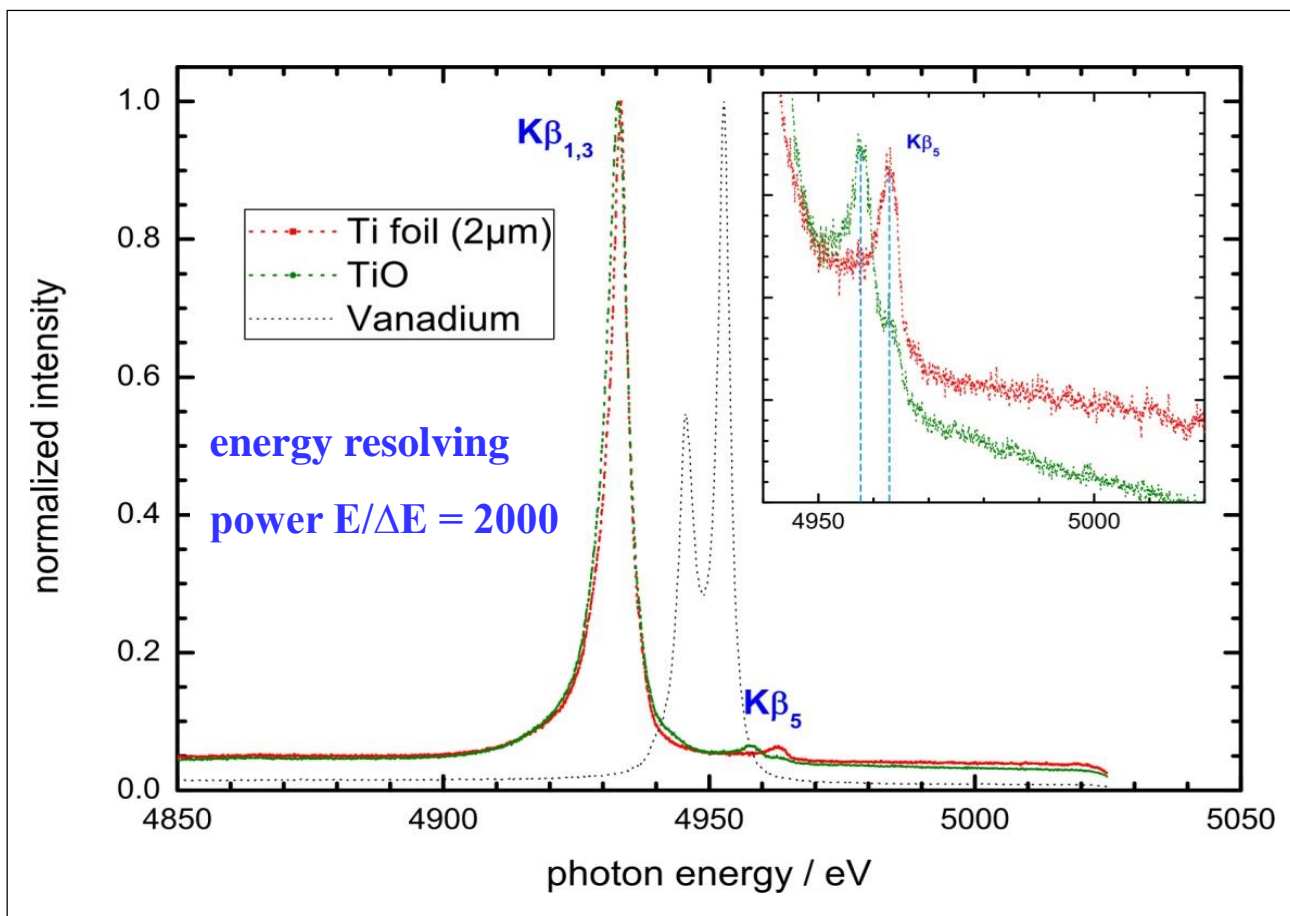 1.0
0.8
0.6
0.4
0.2
0.0
normalized intensity
4850
4900
4950
5000
5050
photon energy / eV
Kβ1,3
Ti foil (2µm)
TiO
Vanadium
energy resolving
power E/ΔE = 2000
Kβ5
Kβ5
4950
5000